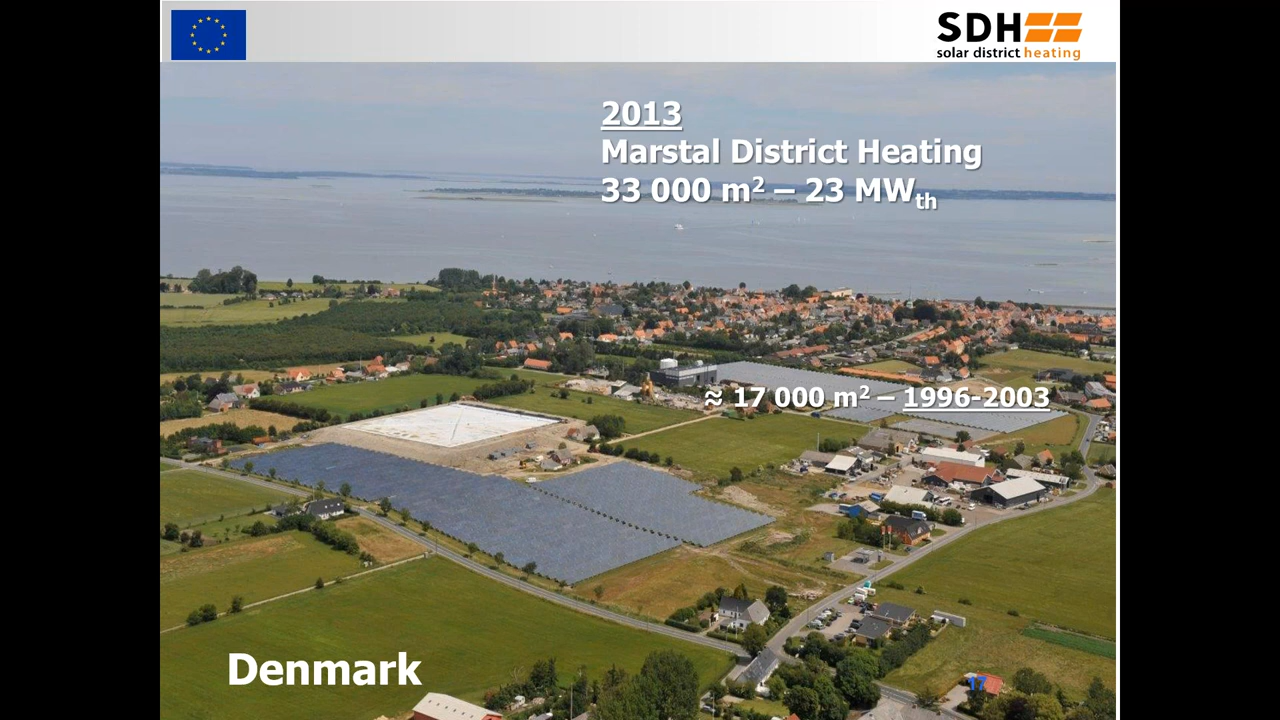 SDH
solar district heating
2013
Marstal District Heating
33 000 m² – 23 MWth
≈ 17 000 m² – 1996-2003
Denmark
17